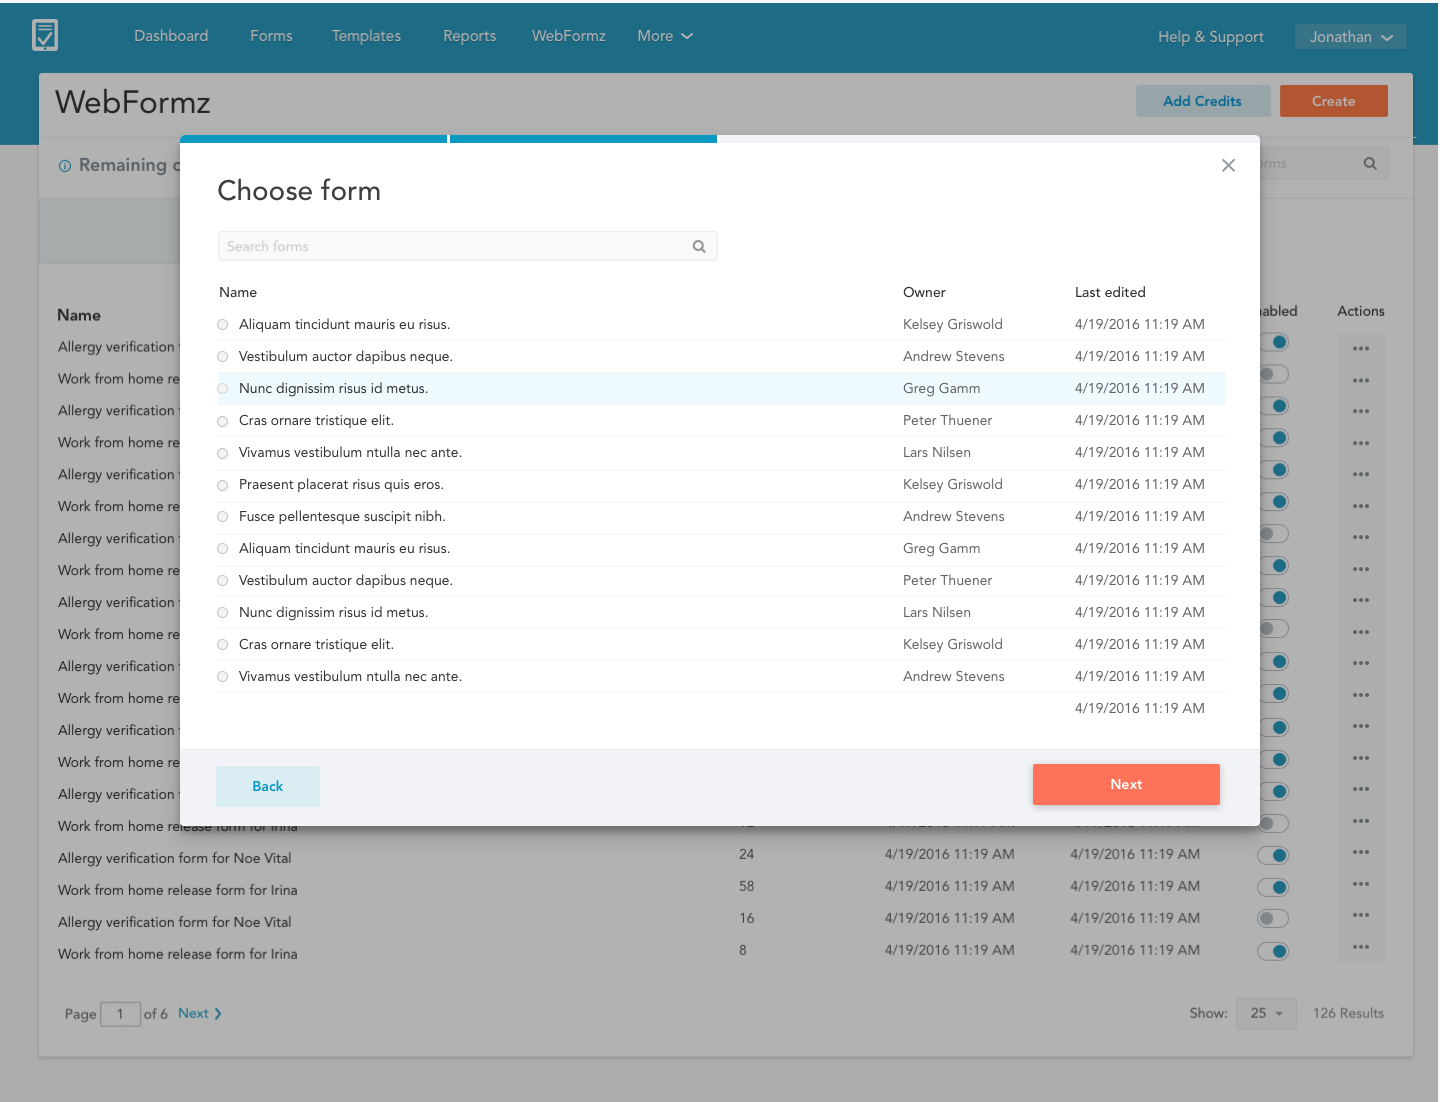 Dashboard Forms Templates Reports WebFormz More Help & Support Jonathan
WebFormz
Add Credits Create
Remaining
Choose form
Search forms
Name Owner Last edited
Aliquam tincidunt mauris eu risus. Kelsey Griswold 4/19/2016 11:19 AM
Vestibulum auctor dapibus neque. Andrew Stevens 4/19/2016 11:19 AM
Nunc dignissim risus id metus. Greg Gamm 4/19/2016 11:19 AM
Cras ornare tristique elit. Peter Thuener 4/19/2016 11:19 AM
Vivamus vestibulum ntulla nec ante. Lars Nilsen 4/19/2016 11:19 AM
Praesent placerat risus quis eros. Kelsey Griswold 4/19/2016 11:19 AM
Fusce pellentesque suscipit nibh. Andrew Stevens 4/19/2016 11:19 AM
Aliquam tincidunt mauris eu risus. Greg Gamm 4/19/2016 11:19 AM
Vestibulum auctor dapibus neque. Peter Thuener 4/19/2016 11:19 AM
Nunc dignissim risus id metus. Lars Nilsen 4/19/2016 11:19 AM
Cras ornare tristique elit. Kelsey Griswold 4/19/2016 11:19 AM
Vivamus vestibulum ntulla nec ante. Andrew Stevens 4/19/2016 11:19 AM
4/19/2016 11:19 AM
Back Next
Name Actions
Allergy verification
Work from home re
Allergy verification
Work from home re
Allergy verification
Work from home re
Allergy verification
Work from home re
Allergy verification
Work from home re
Allergy verification
Work from home re
Allergy verification
Work from home re
Allergy verification
Work from home release form for Irina
Allergy verification form for Noe Vital 24 4/19/2016 11:19 AM 4/19/2016 11:19 AM
Work from home release form for Irina 58 4/19/2016 11:19 AM 4/19/2016 11:19 AM
Allergy verification form for Noe Vital 16 4/19/2016 11:19 AM 4/19/2016 11:19 AM
Work from home release form for Irina 8 4/19/2016 11:19 AM 4/19/2016 11:19 AM
Page 1 of 6 Next Show: 25 126 Results